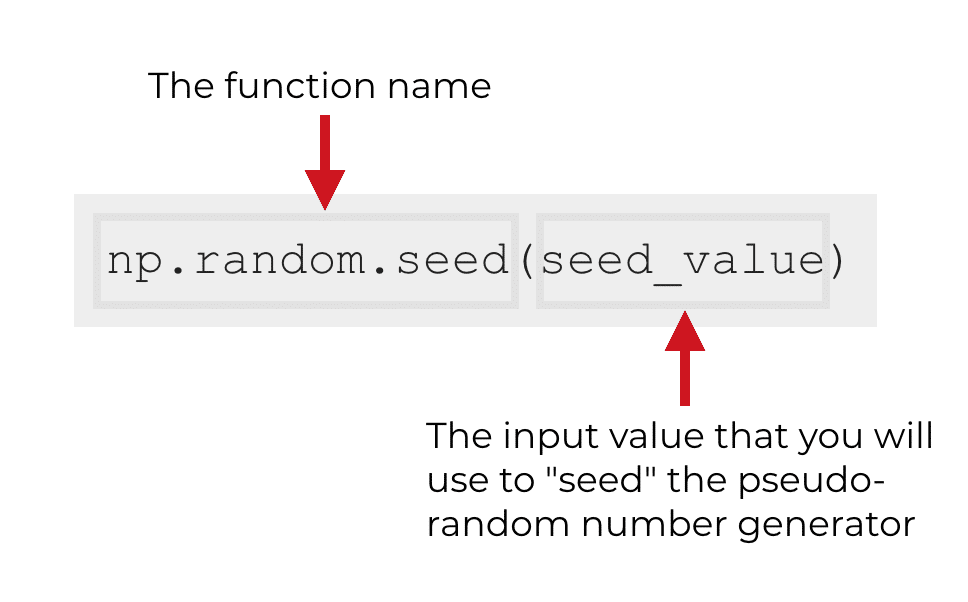 The function name
np.random.seed(seed_value)
The input value that you will
use to "seed" the pseudo-
random number generator